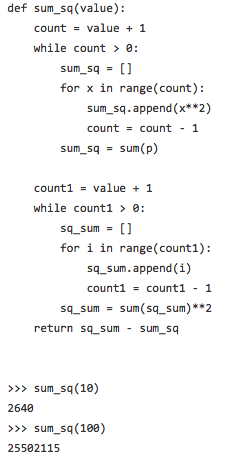 def sum_sq(value):
    count = value + 1
    while count > 0:
        sum_sq = []
        for x in range(count):
            sum_sq.append(x**2)
            count = count - 1
        sum_sq = sum(p)

    count1 = value + 1
    while count1 > 0:
        sq_sum = []
        for i in range(count1):
            sq_sum.append(i)
            count1 = count1 - 1
        sq_sum = sum(sq_sum)**2
    return sq_sum - sum_sq

>>> sum_sq(10)
2640
>>> sum_sq(100)
25502115